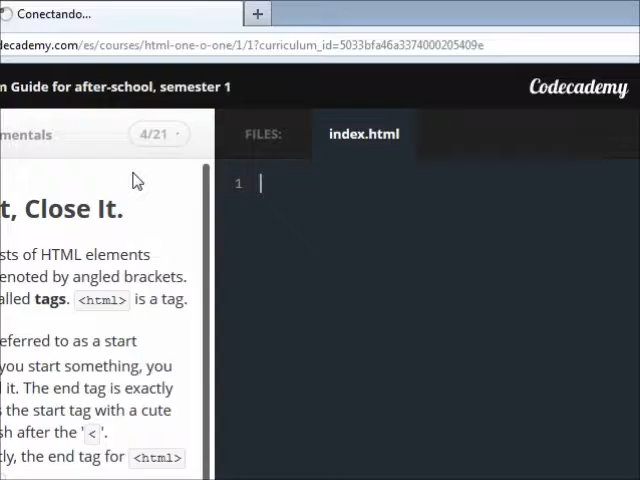 Conectando...
decademy.com/es/courses/html-one-o-one/1/1?curriculum_id=5033bfa46a3374000205409e
n Guide for after-school, semester 1
Codecademy
mentals
4/21
FILES:
index.html
1
t, Close It.
sts of HTML elements
enoted by angled brackets.
alled tags. <html> is a tag.
eferred to as a start
you start something, you
it. The end tag is exactly
s the start tag with a cute
sh after the '<'.
tly, the end tag for <html>